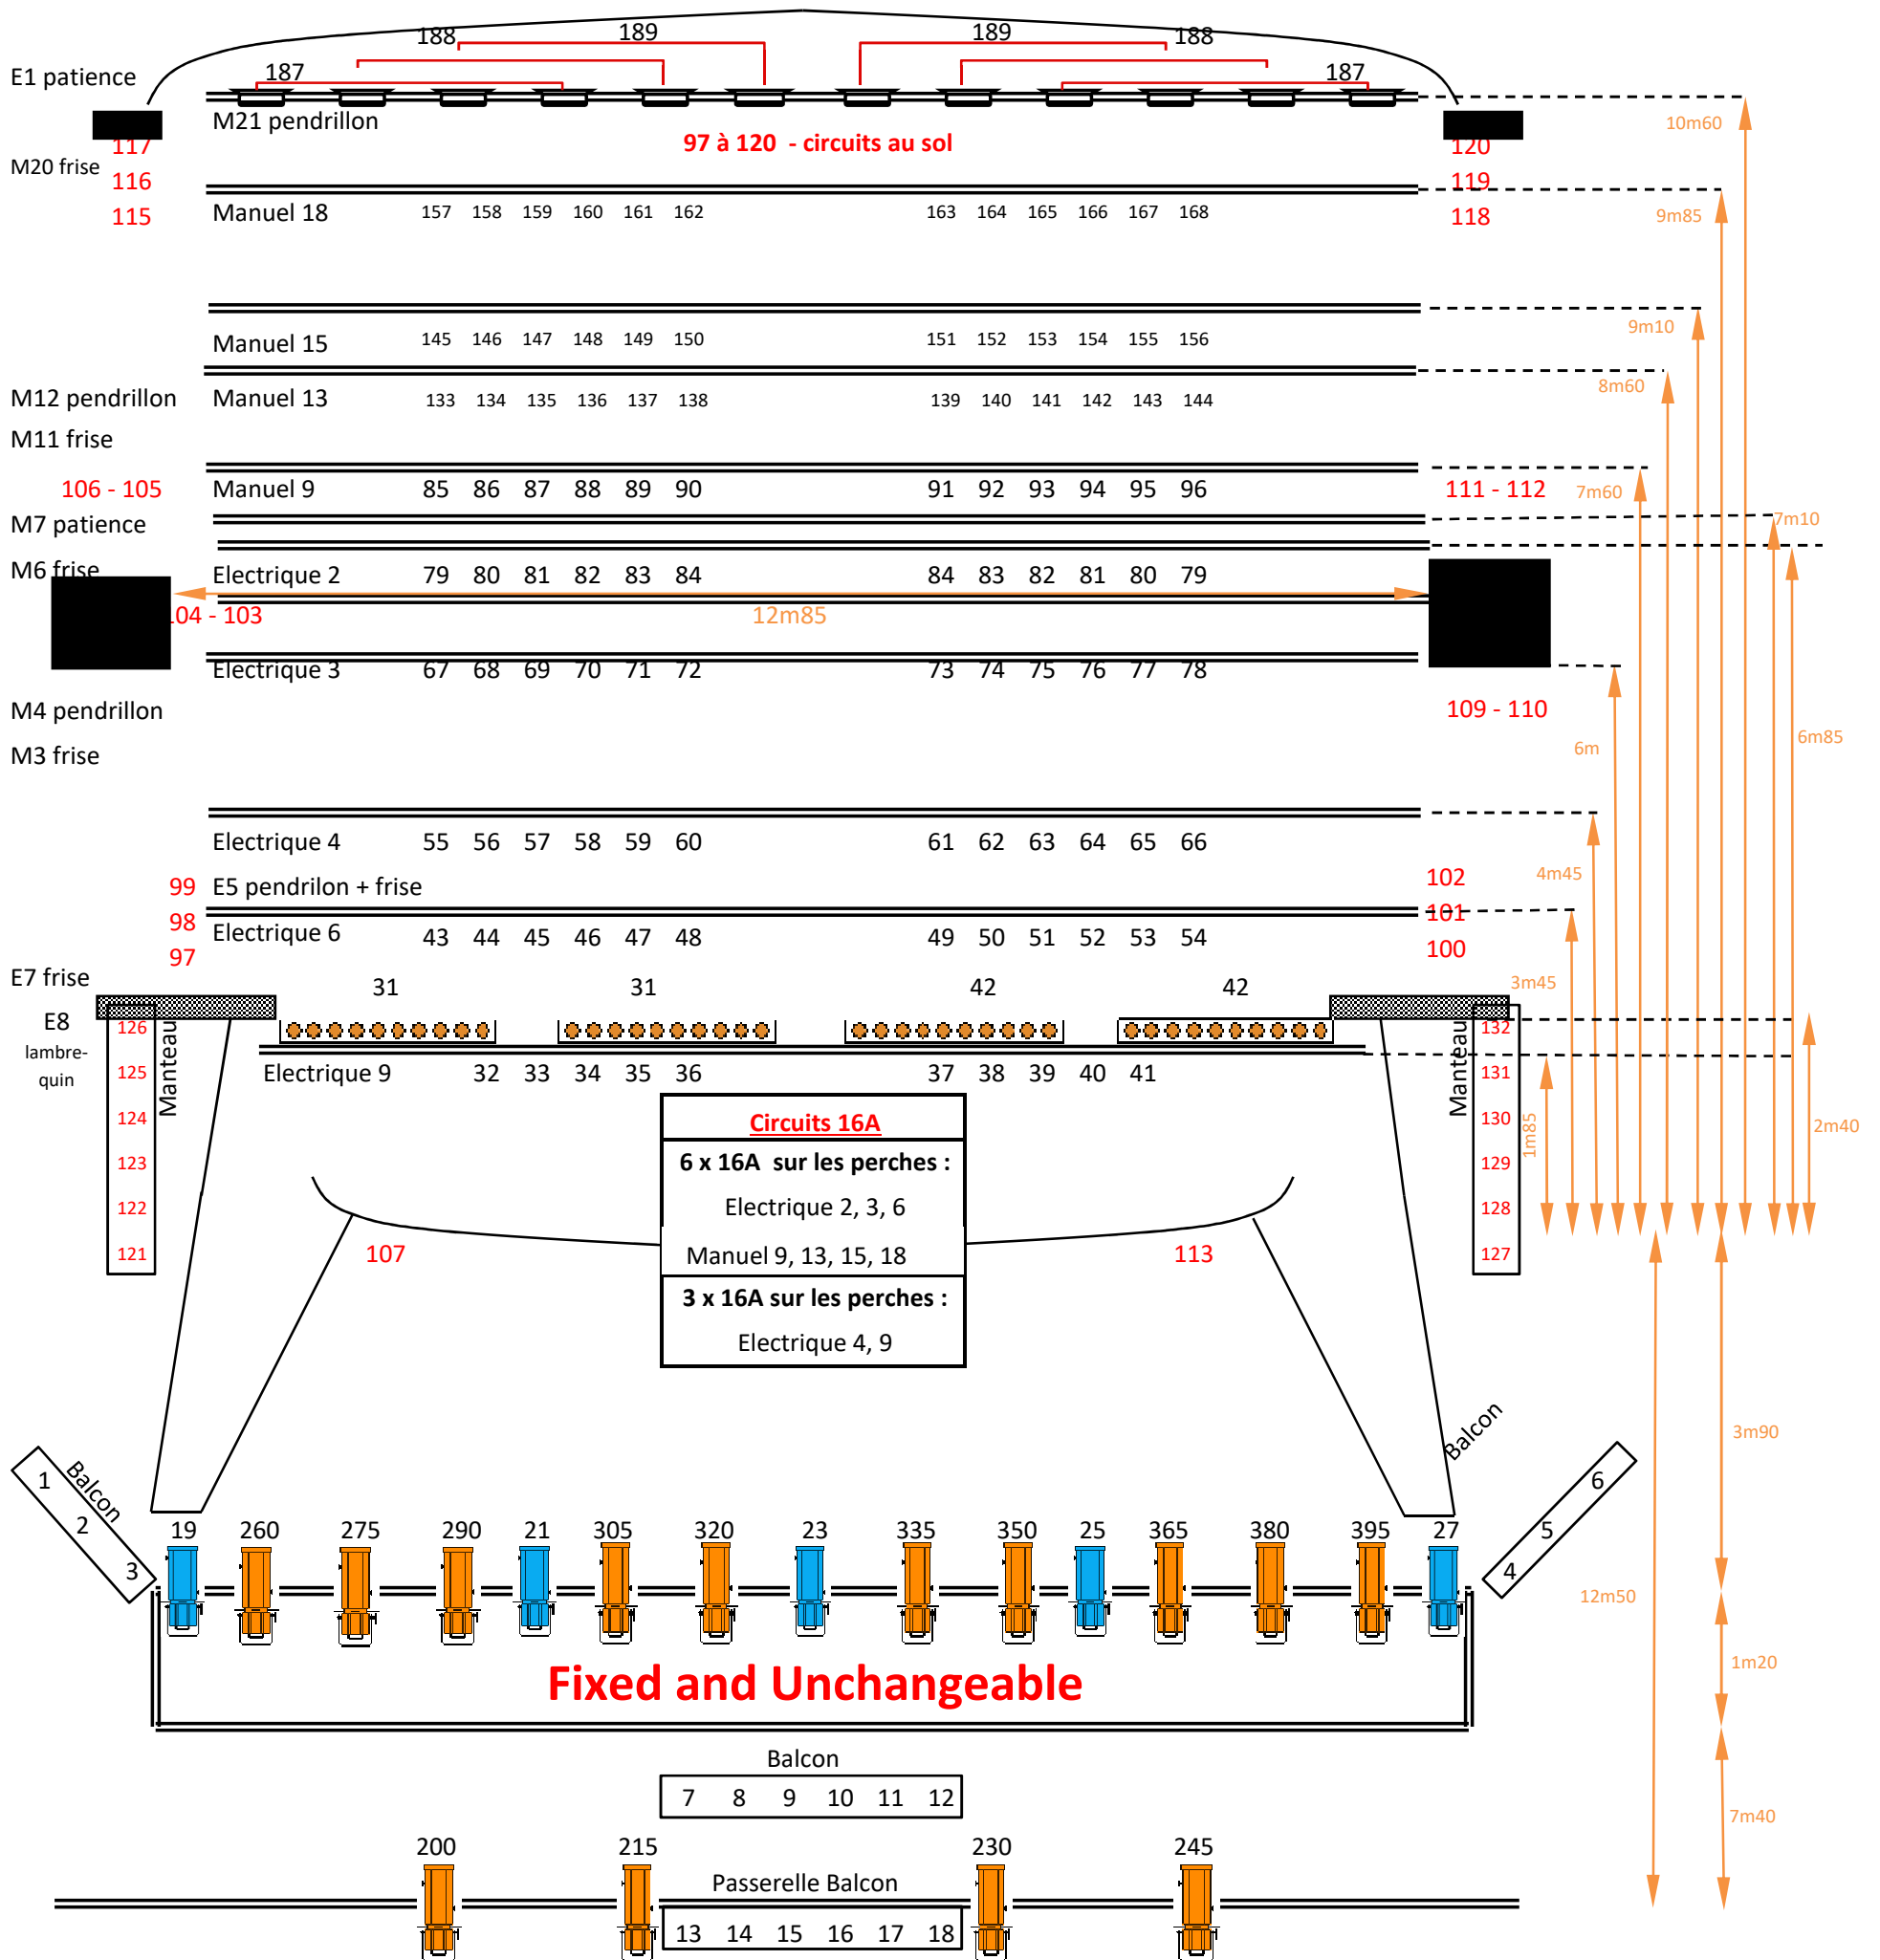 188 189 189 188
E1 patience 187 187
M21 pendrillon 10m60
117 97 à 120 - circuits au sol 120
M20 frise
116 119
115 Manuel 18 157 158 159 160 161 162 163 164 165 166 167 168 118 9m85
9m10
Manuel 15 145 146 147 148 149 150 151 152 153 154 155 156
8m60
M12 pendrillon Manuel 13 133 134 135 136 137 138 139 140 141 142 143 144
M11 frise
106 - 105 Manuel 9 85 86 87 88 89 90 91 92 93 94 95 96 111 - 112 7m60
M7 patience 7m10
M6 frise Electrique 2 79 80 81 82 83 84 84 83 82 81 80 79
104 - 103 12m85
Electrique 3 67 68 69 70 71 72 73 74 75 76 77 78
M4 pendrillon 109 - 110
M3 frise 6m 6m85
Electrique 4 55 56 57 58 59 60 61 62 63 64 65 66
99 E5 pendrilon + frise 102 4m45
98 101
Electrique 6 43 44 45 46 47 48 49 50 51 52 53 54
97 100
E7 frise 31 31 42 42 3m45
E8
lambre-
quin
126
125
124
123
122
121
Manteau
132
131
130
129
128
127
Manteau
Electrique 9 32 33 34 35 36 37 38 39 40 41
1m85 2m40
Circuits 16A
6 x 16A sur les perches :
Electrique 2, 3, 6
Manuel 9, 13, 15, 18
3 x 16A sur les perches :
Electrique 4, 9
107 113
3m90
Balcon
1
2
3
Balcon
6
5
4
19 260 275 290 21 305 320 23 335 350 25 365 380 395 27
12m50
1m20
Fixed and Unchangeable
Balcon
7 8 9 10 11 12
7m40
200 215 230 245
Passerelle Balcon
13 14 15 16 17 18